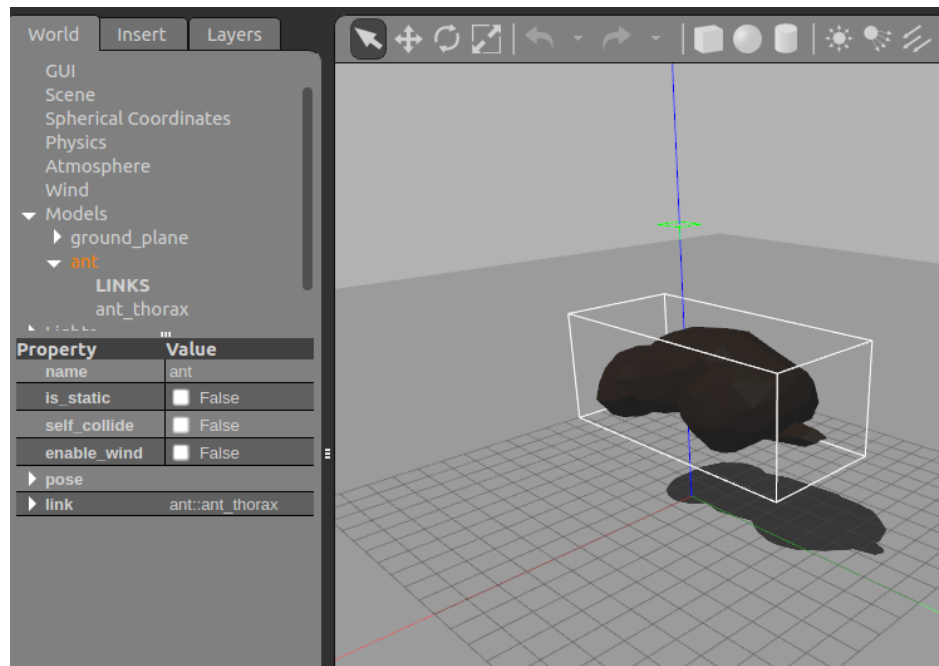 World Insert Layers
GUI
Scene
Spherical Coordinates
Physics
Atmosphere
Wind
Models
ground_plane
ant
LINKS
ant_thorax
Lights
Property Value
name ant
is_static False
self_collide False
enable_wind False
pose
link ant::ant_thorax